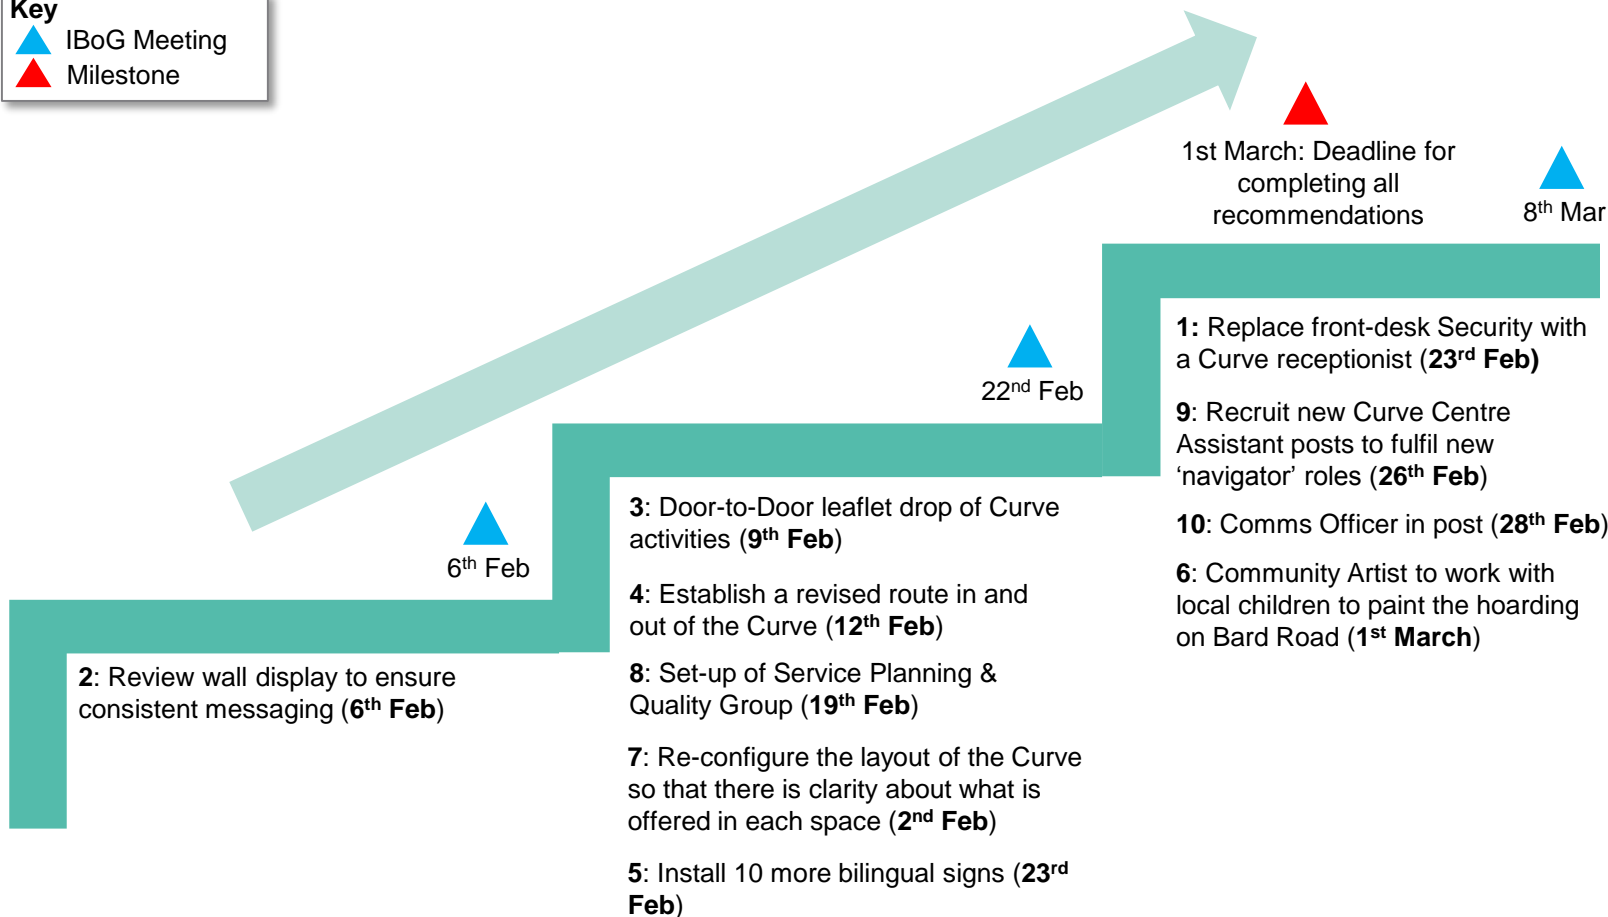 Key
IBoG Meeting
Milestone
1st March: Deadline for
completing all
recommendations
8th Mar
22nd Feb
6th Feb
2: Review wall display to ensure
consistent messaging (6th Feb)
3: Door-to-Door leaflet drop of Curve
activities (9th Feb)
4: Establish a revised route in and
out of the Curve (12th Feb)
8: Set-up of Service Planning &
Quality Group (19th Feb)
7: Re-configure the layout of the Curve
so that there is clarity about what is
offered in each space (2nd Feb)
5: Install 10 more bilingual signs (23rd
Feb)
1: Replace front-desk Security with
a Curve receptionist (23rd Feb)
9: Recruit new Curve Centre
Assistant posts to fulfil new
‘navigator’ roles (26th Feb)
10: Comms Officer in post (28th Feb)
6: Community Artist to work with
local children to paint the hoarding
on Bard Road (1st March)